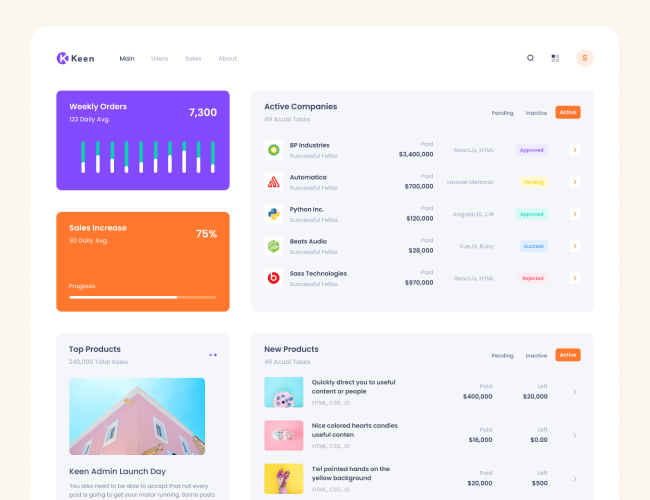 Keen
Main
Users
Sales
About
S
Weekly Orders
122 Daily Avg.
7,300
Sales Increase
92 Daily Avg.
75%
Progress
Active Companies
49 Acual Tasks
Pending
Inactive
Active
BP Industries
Successful Fellas
Paid
$3,400,000
ReactJs, HTML
Approved
Automatica
Successful Fellas
Paid
$700,000
Laravel Metronic
Pending
Python Inc.
Successful Fellas
Paid
$120,000
AngularJS, C#
Approved
Beats Audio
Successful Fellas
Paid
$28,000
VueJS, Ruby
Success
Sass Technologies
Successful Fellas
Paid
$970,000
ReactJs, HTML
Rejected
Top Products
240,000 Total Sales
Keen Admin Launch Day
You also need to be able to accept that not every
post is going to get your motor running. Some posts
New Products
49 Acual Tasks
Pending
Inactive
Active
Quickly direct you to useful
content or people
HTML, CSS, JS
Paid
$400,000
Left
$20,000
Nice colored hearts candies
useful conten
HTML, CSS, JS
Paid
$16,000
Left
$0.00
Twi painted hands on the
yellow background
HTML, CSS, JS
Paid
$20,000
Left
$500